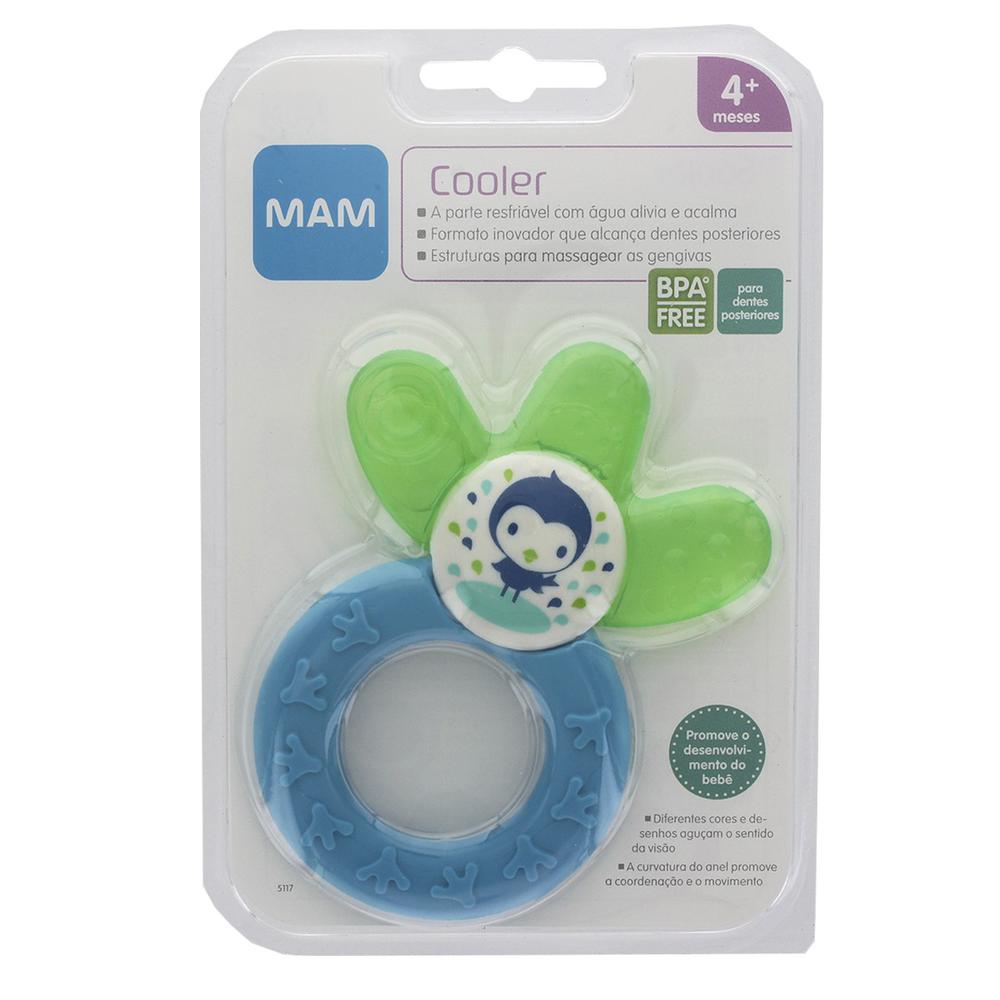 4+
meses
MAM
Cooler
▪ A parte resfriável com água alivia e acalma
▪ Formato inovador que alcança dentes posteriores
▪ Estruturas para massagear as gengivas
BPA°
FREE
para
dentes
posteriores
Promove o
desenvolvi-
mento do
bebê
▪ Diferentes cores e de-
senhos aguçam o sentido
da visão
▪ A curvatura do anel promove
a coordenação e o movimento
5117